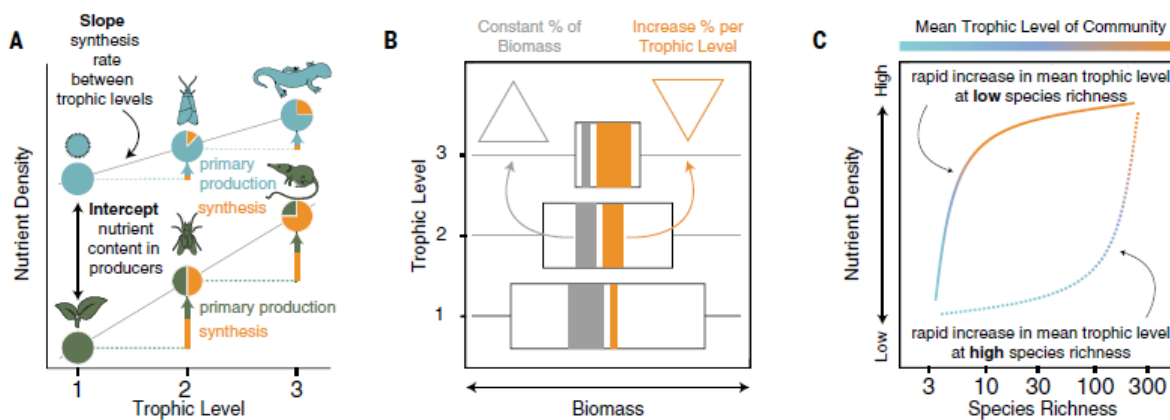 A
Slope
synthesis
rate
between
trophic levels
primary
production
synthesis
Intercept
nutrient
content in
producers
primary production
synthesis
Nutrient Density
1
2
3
Trophic Level
B
Constant % of
Biomass
Increase % per
Trophic Level
Trophic Level
3
2
1
Biomass
C
Mean Trophic Level of Community
High
rapid increase in mean trophic level
at low species richness
Nutrient Density
rapid increase in mean trophic level
at high species richness
Low
3
10
30
100
300
Species Richness